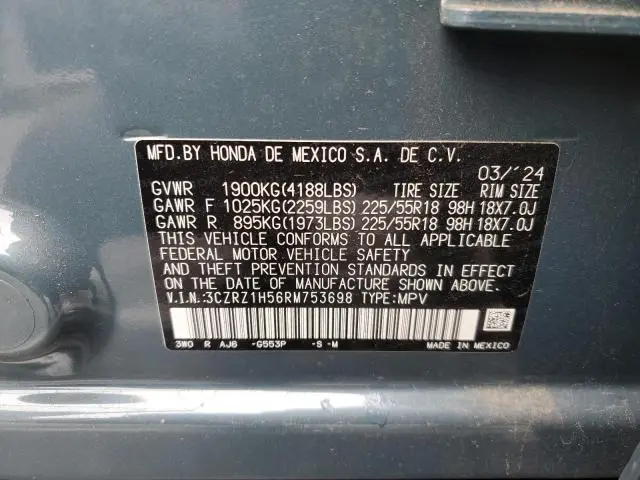 MFD.BY HONDA DE MEXICO S.A. DE C.V.
03/'24
GVWR 1900KG(4188LBS) TIRE SIZE RIM SIZE
GAWR F 1025KG(2259LBS) 225/55R18 98H 18X7.0J
GAWR R 895KG(1973LBS) 225/55R18 98H 18X7.0J
THIS VEHICLE CONFORMS TO ALL APPLICABLE
FEDERAL MOTOR VEHICLE SAFETY
AND THEFT PREVENTION STANDARDS IN EFFECT
ON THE DATE OF MANUFACTURE SHOWN ABOVE.
V.I.N.:3CZRZ1H56RM753698 TYPE:MPV
3W0 R AJ6 -G553P -S -M MADE IN MEXICO